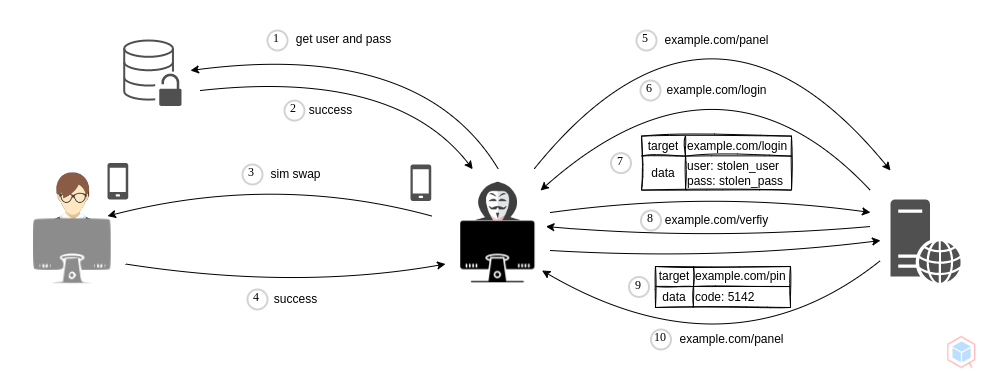 1 get user and pass
2 success
3 sim swap
4 success
5 example.com/panel
6 example.com/login
7
target example.com/login
data user: stolen_user
pass: stolen_pass
8 example.com/verfiy
9
target example.com/pin
data code: 5142
10 example.com/panel